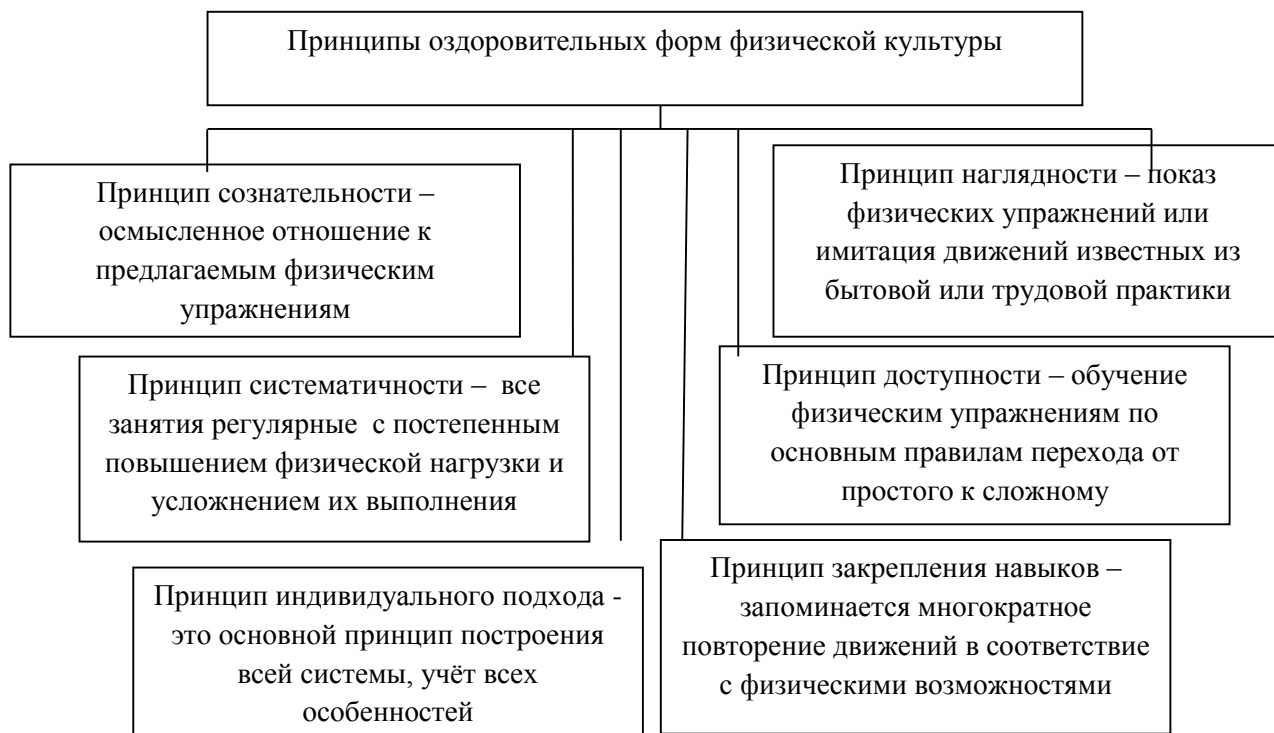 Принципы оздоровительных форм физической культуры
Принцип сознательности –
осмысленное отношение к
предлагаемым физическим
упражнениям
Принцип наглядности – показ
физических упражнений или
имитация движений известных из
бытовой или трудовой практики
Принцип систематичности – все
занятия регулярные с постепенным
повышением физической нагрузки и
усложнением их выполнения
Принцип доступности – обучение
физическим упражнениям по
основным правилам перехода от
простого к сложному
Принцип индивидуального подхода -
это основной принцип построения
всей системы, учёт всех
особенностей
Принцип закрепления навыков –
запоминается многократное
повторение движений в соответствие
с физическими возможностями